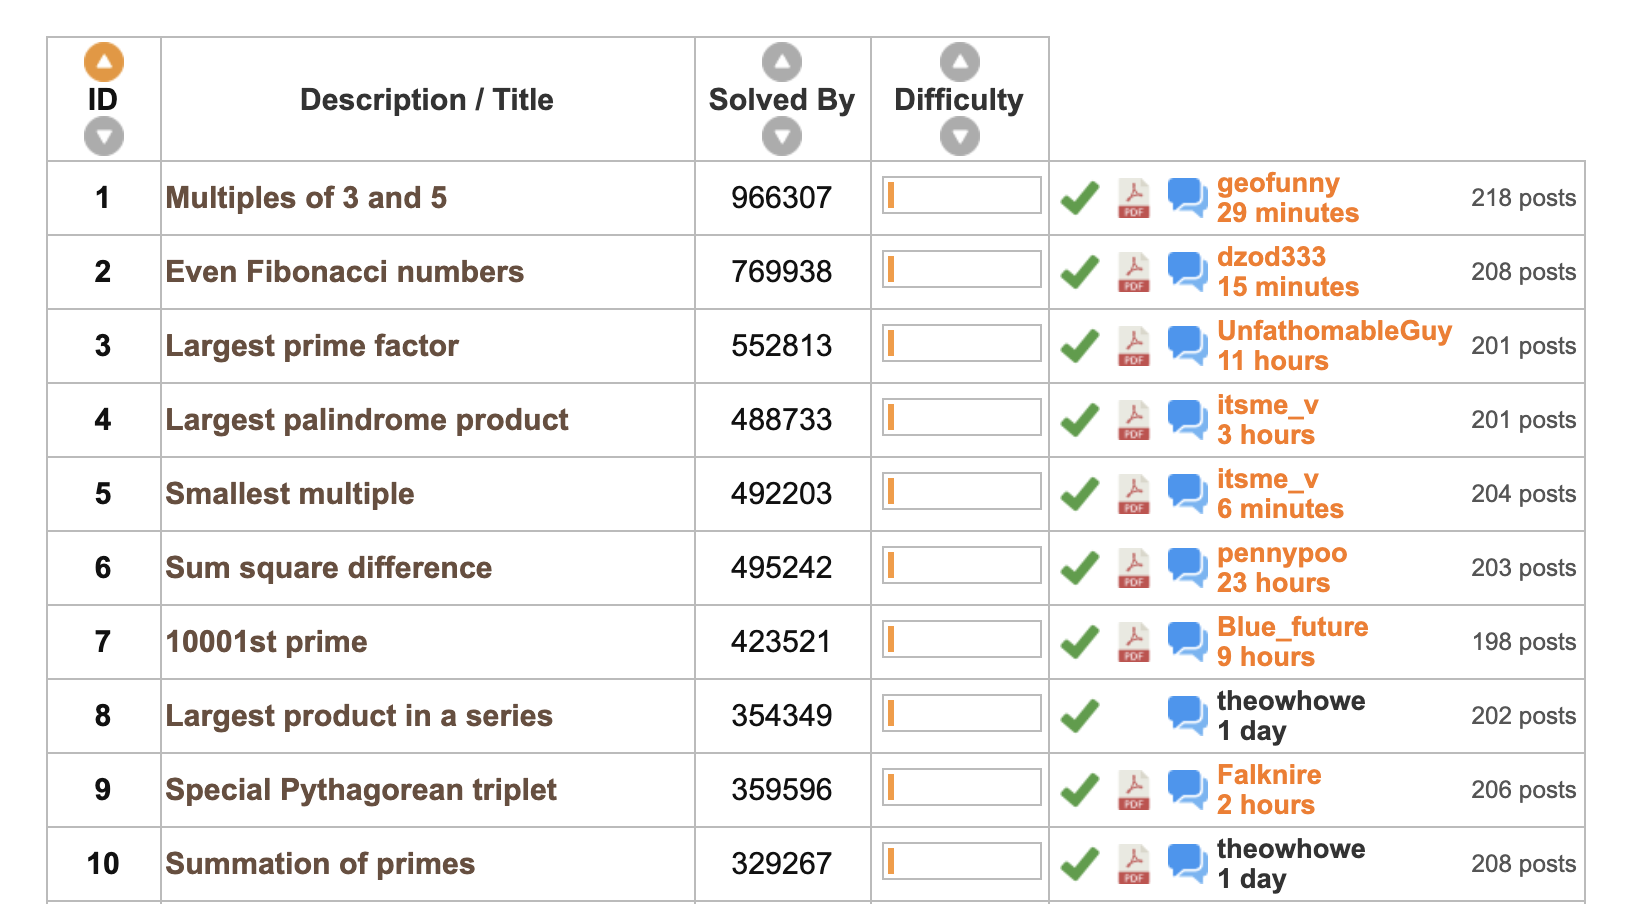 ID
Description / Title
Solved By
Difficulty
1
Multiples of 3 and 5
966307
PDF
geofunny
29 minutes
218 posts
2
Even Fibonacci numbers
769938
PDF
dzod333
15 minutes
208 posts
3
Largest prime factor
552813
PDF
UnfathomableGuy
11 hours
201 posts
4
Largest palindrome product
488733
PDF
itsme_v
3 hours
201 posts
5
Smallest multiple
492203
PDF
itsme_v
6 minutes
204 posts
6
Sum square difference
495242
PDF
pennypoo
23 hours
203 posts
7
10001st prime
423521
PDF
Blue_future
9 hours
198 posts
8
Largest product in a series
354349
theowhowe
1 day
202 posts
9
Special Pythagorean triplet
359596
PDF
Falknire
2 hours
206 posts
10
Summation of primes
329267
PDF
theowhowe
1 day
208 posts